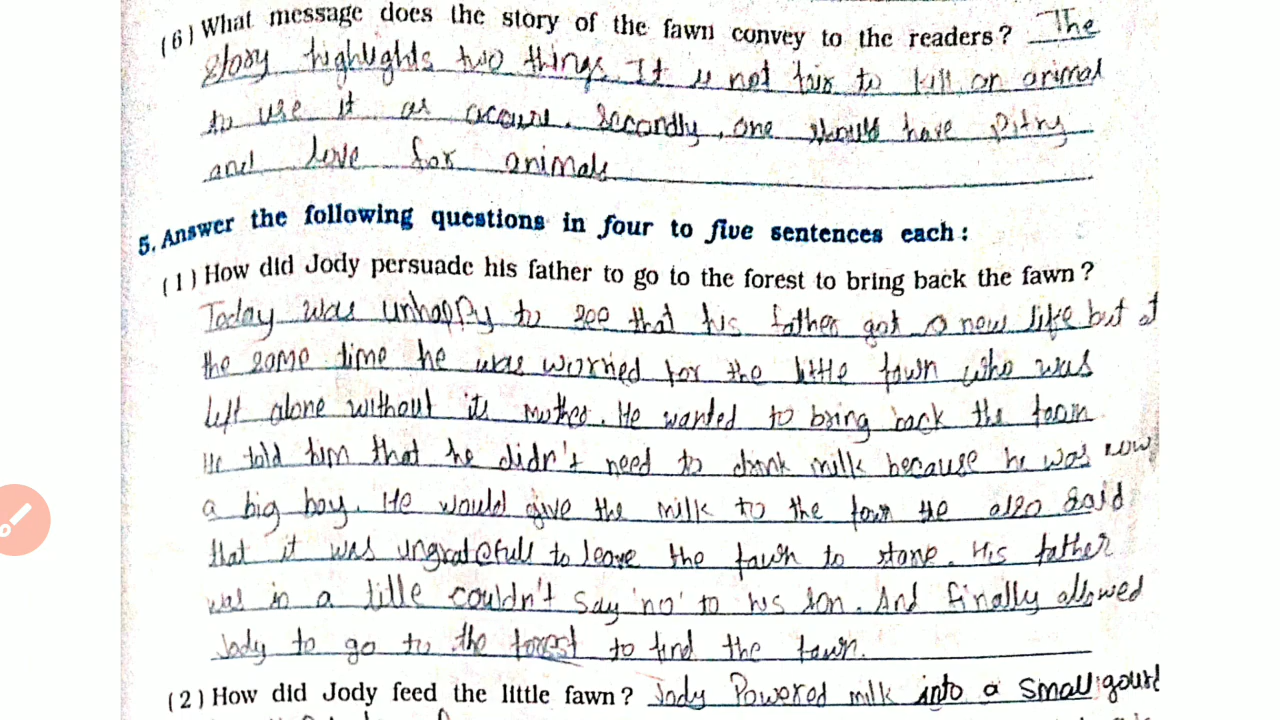 (6) What message does the story of the fawn convey to the readers? The
story highlights two things. It is not fair to kill an animal
to use it as acause. Secondly, one should have pitry
and love for animals
5. Answer the following questions in four to five sentences each:
(1) How did Jody persuade his father to go to the forest to bring back the fawn?
Today was unhappy to see that his father got a new life but at
the same time he was worried for the little fawn who was
left alone without its mother. He wanted to bring back the fawn
He told him that he didn't need to drink milk because he was now
a big boy. He would give the milk to the fawn He also said
that it was ungratefull to leave the fawn to starve. His father
was in a tille couldn't say 'no' to his son. And finally allowed
Jody to go to the forest to find the fawn.
(2) How did Jody feed the little fawn? Jody Powered milk into a small gourd